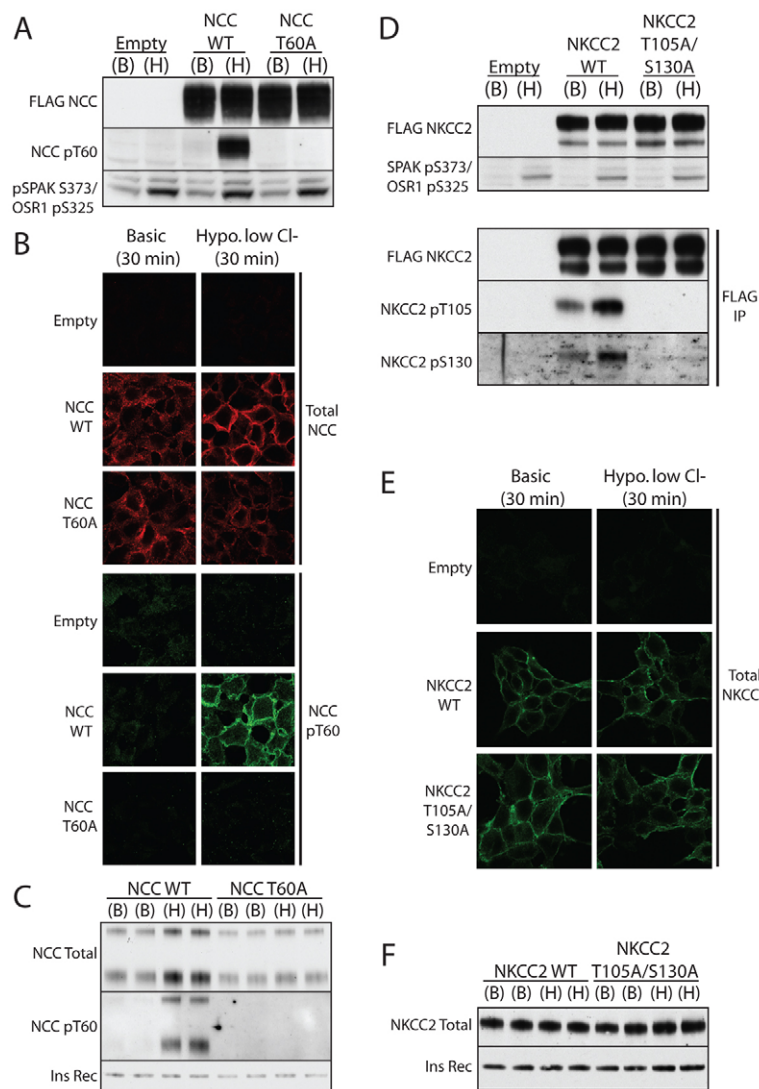 A
Empty
NCC WT
NCC T60A
(B) (H) (B) (H) (B) (H)
FLAG NCC
NCC pT60
pSPAK S373/
OSR1 pS325
B
Basic
(30 min)
Hypo. low Cl-
(30 min)
Empty
NCC
WT
NCC
T60A
Total
NCC
Empty
NCC
WT
NCC
T60A
NCC
pT60
C
NCC WT
NCC T60A
(B) (B) (H) (H) (B) (B) (H) (H)
NCC Total
NCC pT60
Ins Rec
D
Empty
NKCC2
WT
NKCC2
T105A/
S130A
(B) (H) (B) (H) (B) (H)
FLAG NKCC2
SPAK pS373/
OSR1 pS325
FLAG NKCC2
NKCC2 pT105
NKCC2 pS130
FLAG
IP
E
Basic
(30 min)
Hypo. low Cl-
(30 min)
Empty
NKCC2
WT
NKCC2
T105A/
S130A
Total
NKCC
F
NKCC2 WT
NKCC2
T105A/S130A
(B) (B) (H) (H) (B) (B) (H) (H)
NKCC2 Total
Ins Rec